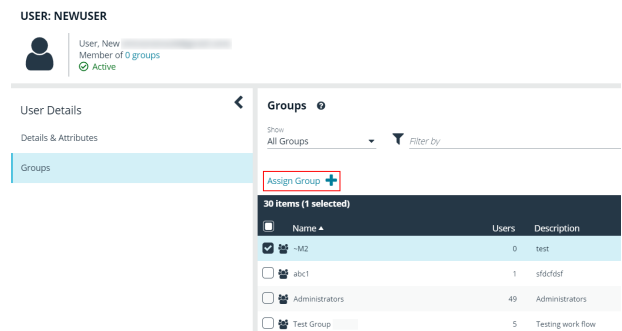 USER: NEWUSER
User, New
Member of 0 groups
Active
User Details
Details & Attributes
Groups
Groups
Show
All Groups
Filter by
Assign Group
30 items (1 selected)
Name Users Description
~M2 0 test
abc1 1 sfdcfdsf
Administrators 49 Administrators
Test Group 5 Testing work flow